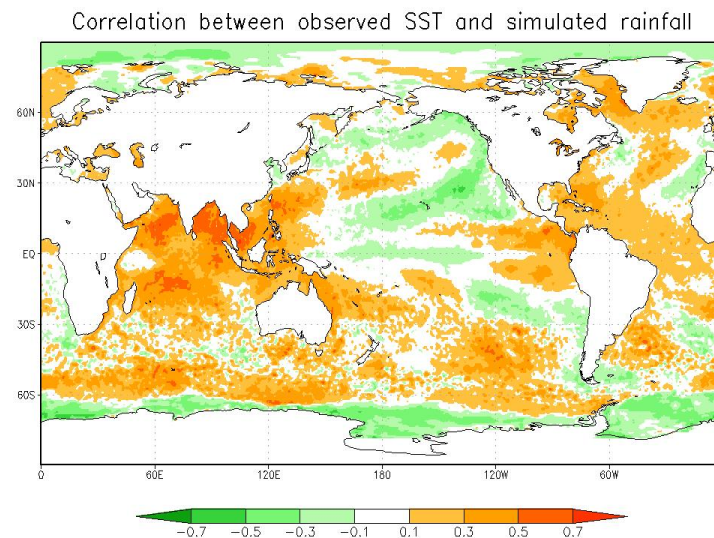 Correlation between observed SST and simulated rainfall
60N
30N
EQ
30S
60S
0 60E 120E 180 120W 60W
-0.7 -0.5 -0.3 -0.1 0.1 0.3 0.5 0.7